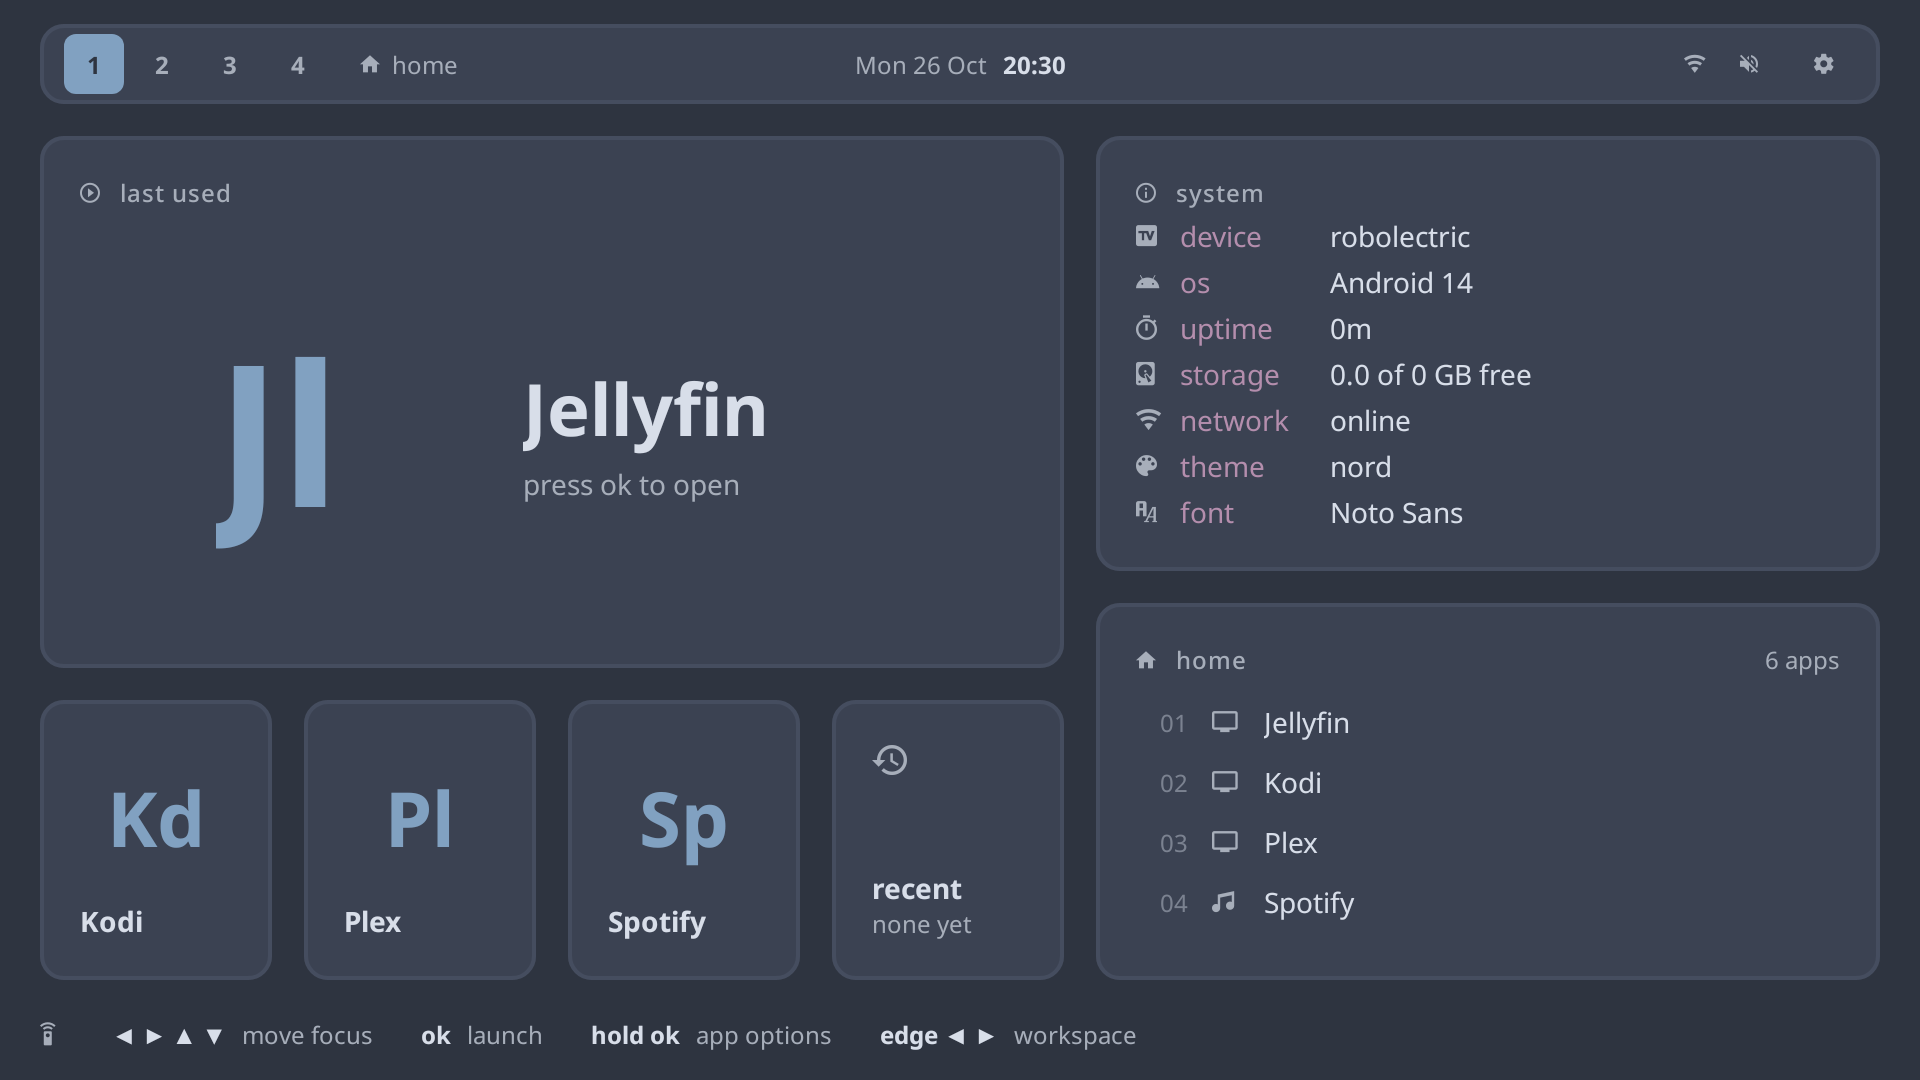 1 2 3 4 home Mon 26 Oct 20:30
last used
Jl
Jellyfin
press ok to open
Kd
Kodi
Pl
Plex
Sp
Spotify
recent
none yet
system
TV device robolectric
os Android 14
uptime 0m
storage 0.0 of 0 GB free
network online
theme nord
font Noto Sans
home 6 apps
01 Jellyfin
02 Kodi
03 Plex
04 Spotify
◀ ▶ ▲ ▼ move focus ok launch hold ok app options edge ◀ ▶ workspace